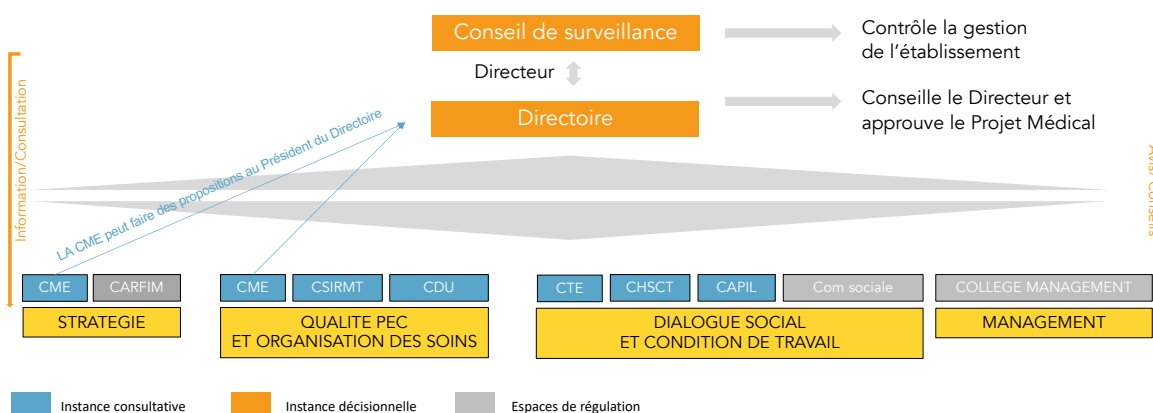 Conseil de surveillance
Contrôle la gestion
de l'établissement
Directeur
Directoire
Conseille le Directeur et
approuve le Projet Médical
Information/Consultation
Avis/ Conseils
LA CME peut faire des propositions au Président du Directoire
CME
CARFIM
STRATEGIE
CME
CSIRMT
CDU
QUALITE PEC
ET ORGANISATION DES SOINS
CTE
CHSCT
CAPIL
Com sociale
DIALOGUE SOCIAL
ET CONDITION DE TRAVAIL
COLLEGE MANAGEMENT
MANAGEMENT
Instance consultative
Instance décisionnelle
Espaces de régulation